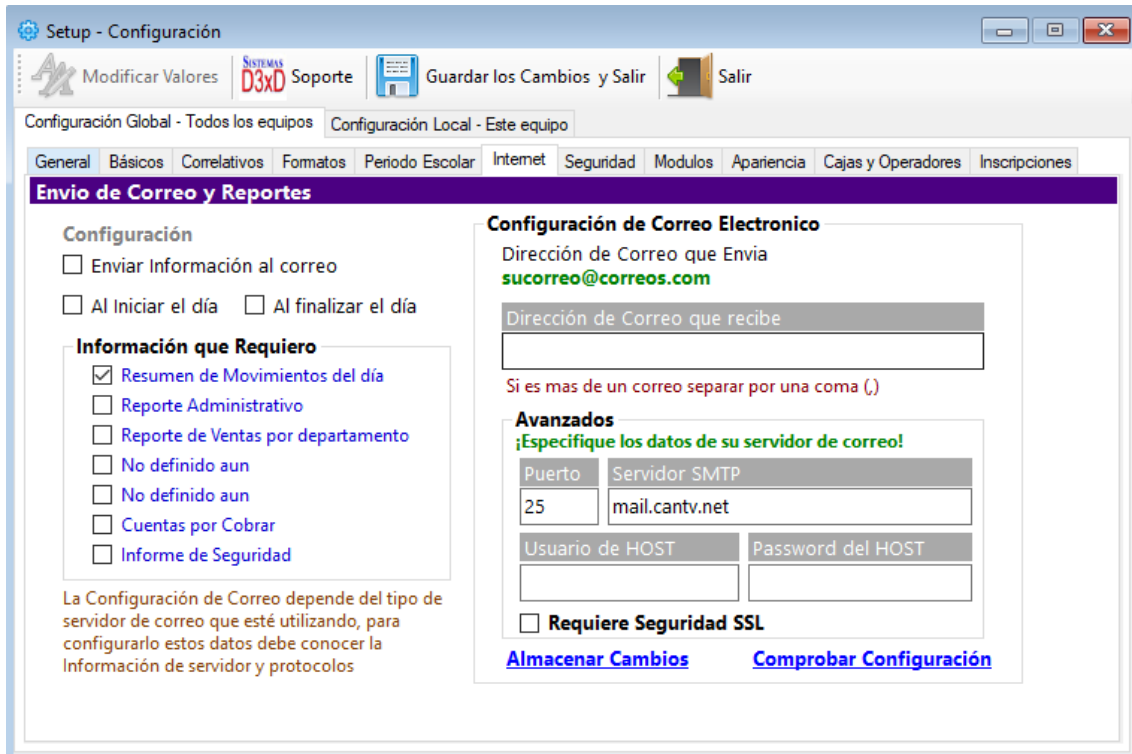 Setup - Configuración
Modificar Valores
SISTEMAS
D3xD
Soporte
Guardar los Cambios y Salir
Salir
Configuración Global - Todos los equipos
Configuración Local - Este equipo
General
Básicos
Correlativos
Formatos
Periodo Escolar
Internet
Seguridad
Modulos
Apariencia
Cajas y Operadores
Inscripciones
Envio de Correo y Reportes
Configuración
Enviar Información al correo
Al Iniciar el día
Al finalizar el día
Información que Requiero
Resumen de Movimientos del día
Reporte Administrativo
Reporte de Ventas por departamento
No definido aun
No definido aun
Cuentas por Cobrar
Informe de Seguridad
La Configuración de Correo depende del tipo de
servidor de correo que esté utilizando, para
configurarlo estos datos debe conocer la
Información de servidor y protocolos
Configuración de Correo Electronico
Dirección de Correo que Envia
sucorreo@correos.com
Dirección de Correo que recibe
Si es mas de un correo separar por una coma (,)
Avanzados
¡Especifique los datos de su servidor de correo!
Puerto
Servidor SMTP
25
mail.cantv.net
Usuario de HOST
Password del HOST
Requiere Seguridad SSL
Almacenar Cambios
Comprobar Configuración